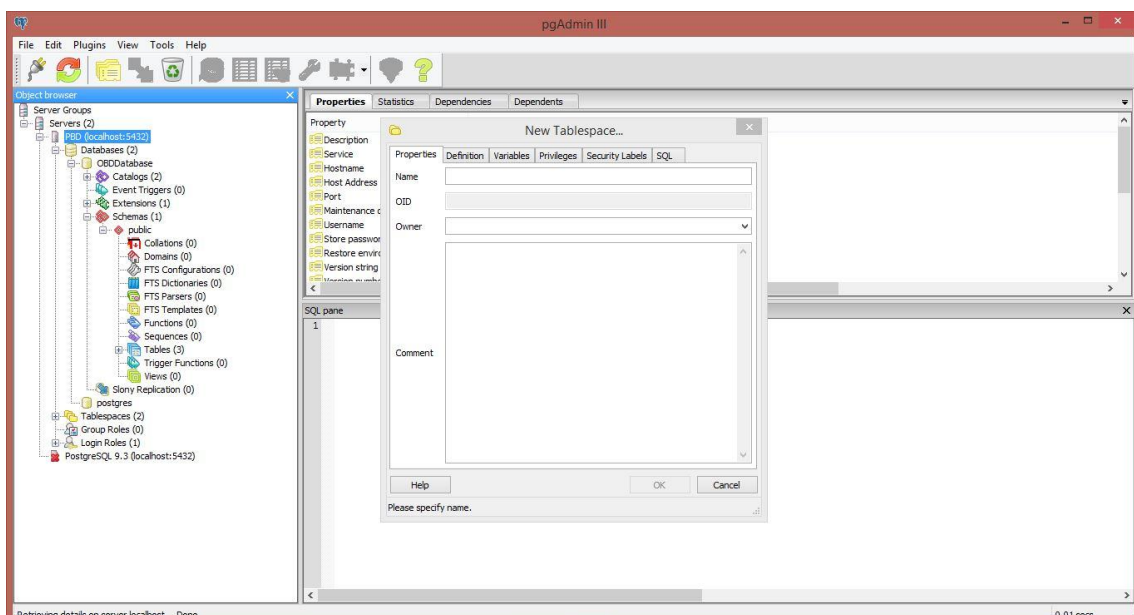 pgAdmin III
File Edit Plugins View Tools Help
Object browser
Server Groups
Servers (2)
PBD (localhost:5432)
Databases (2)
OBDDatabase
Catalogs (2)
Event Triggers (0)
Extensions (1)
Schemas (1)
public
Collations (0)
Domains (0)
FTS Configurations (0)
FTS Dictionaries (0)
FTS Parsers (0)
FTS Templates (0)
Functions (0)
Sequences (0)
Tables (3)
Trigger Functions (0)
Views (0)
Slony Replication (0)
postgres
Tablespaces (2)
Group Roles (0)
Login Roles (1)
PostgreSQL 9.3 (localhost:5432)
Properties Statistics Dependencies Dependents
Property
Description
Service
Hostname
Host Address
Port
Maintenance
Username
Store passwor
Restore enviro
Version string
SQL pane
1
New Tablespace...
Properties Definition Variables Privileges Security Labels SQL
Name
OID
Owner
Comment
Help OK Cancel
Please specify name.
Retrieving details on server localhost... Done.
0.01 secs